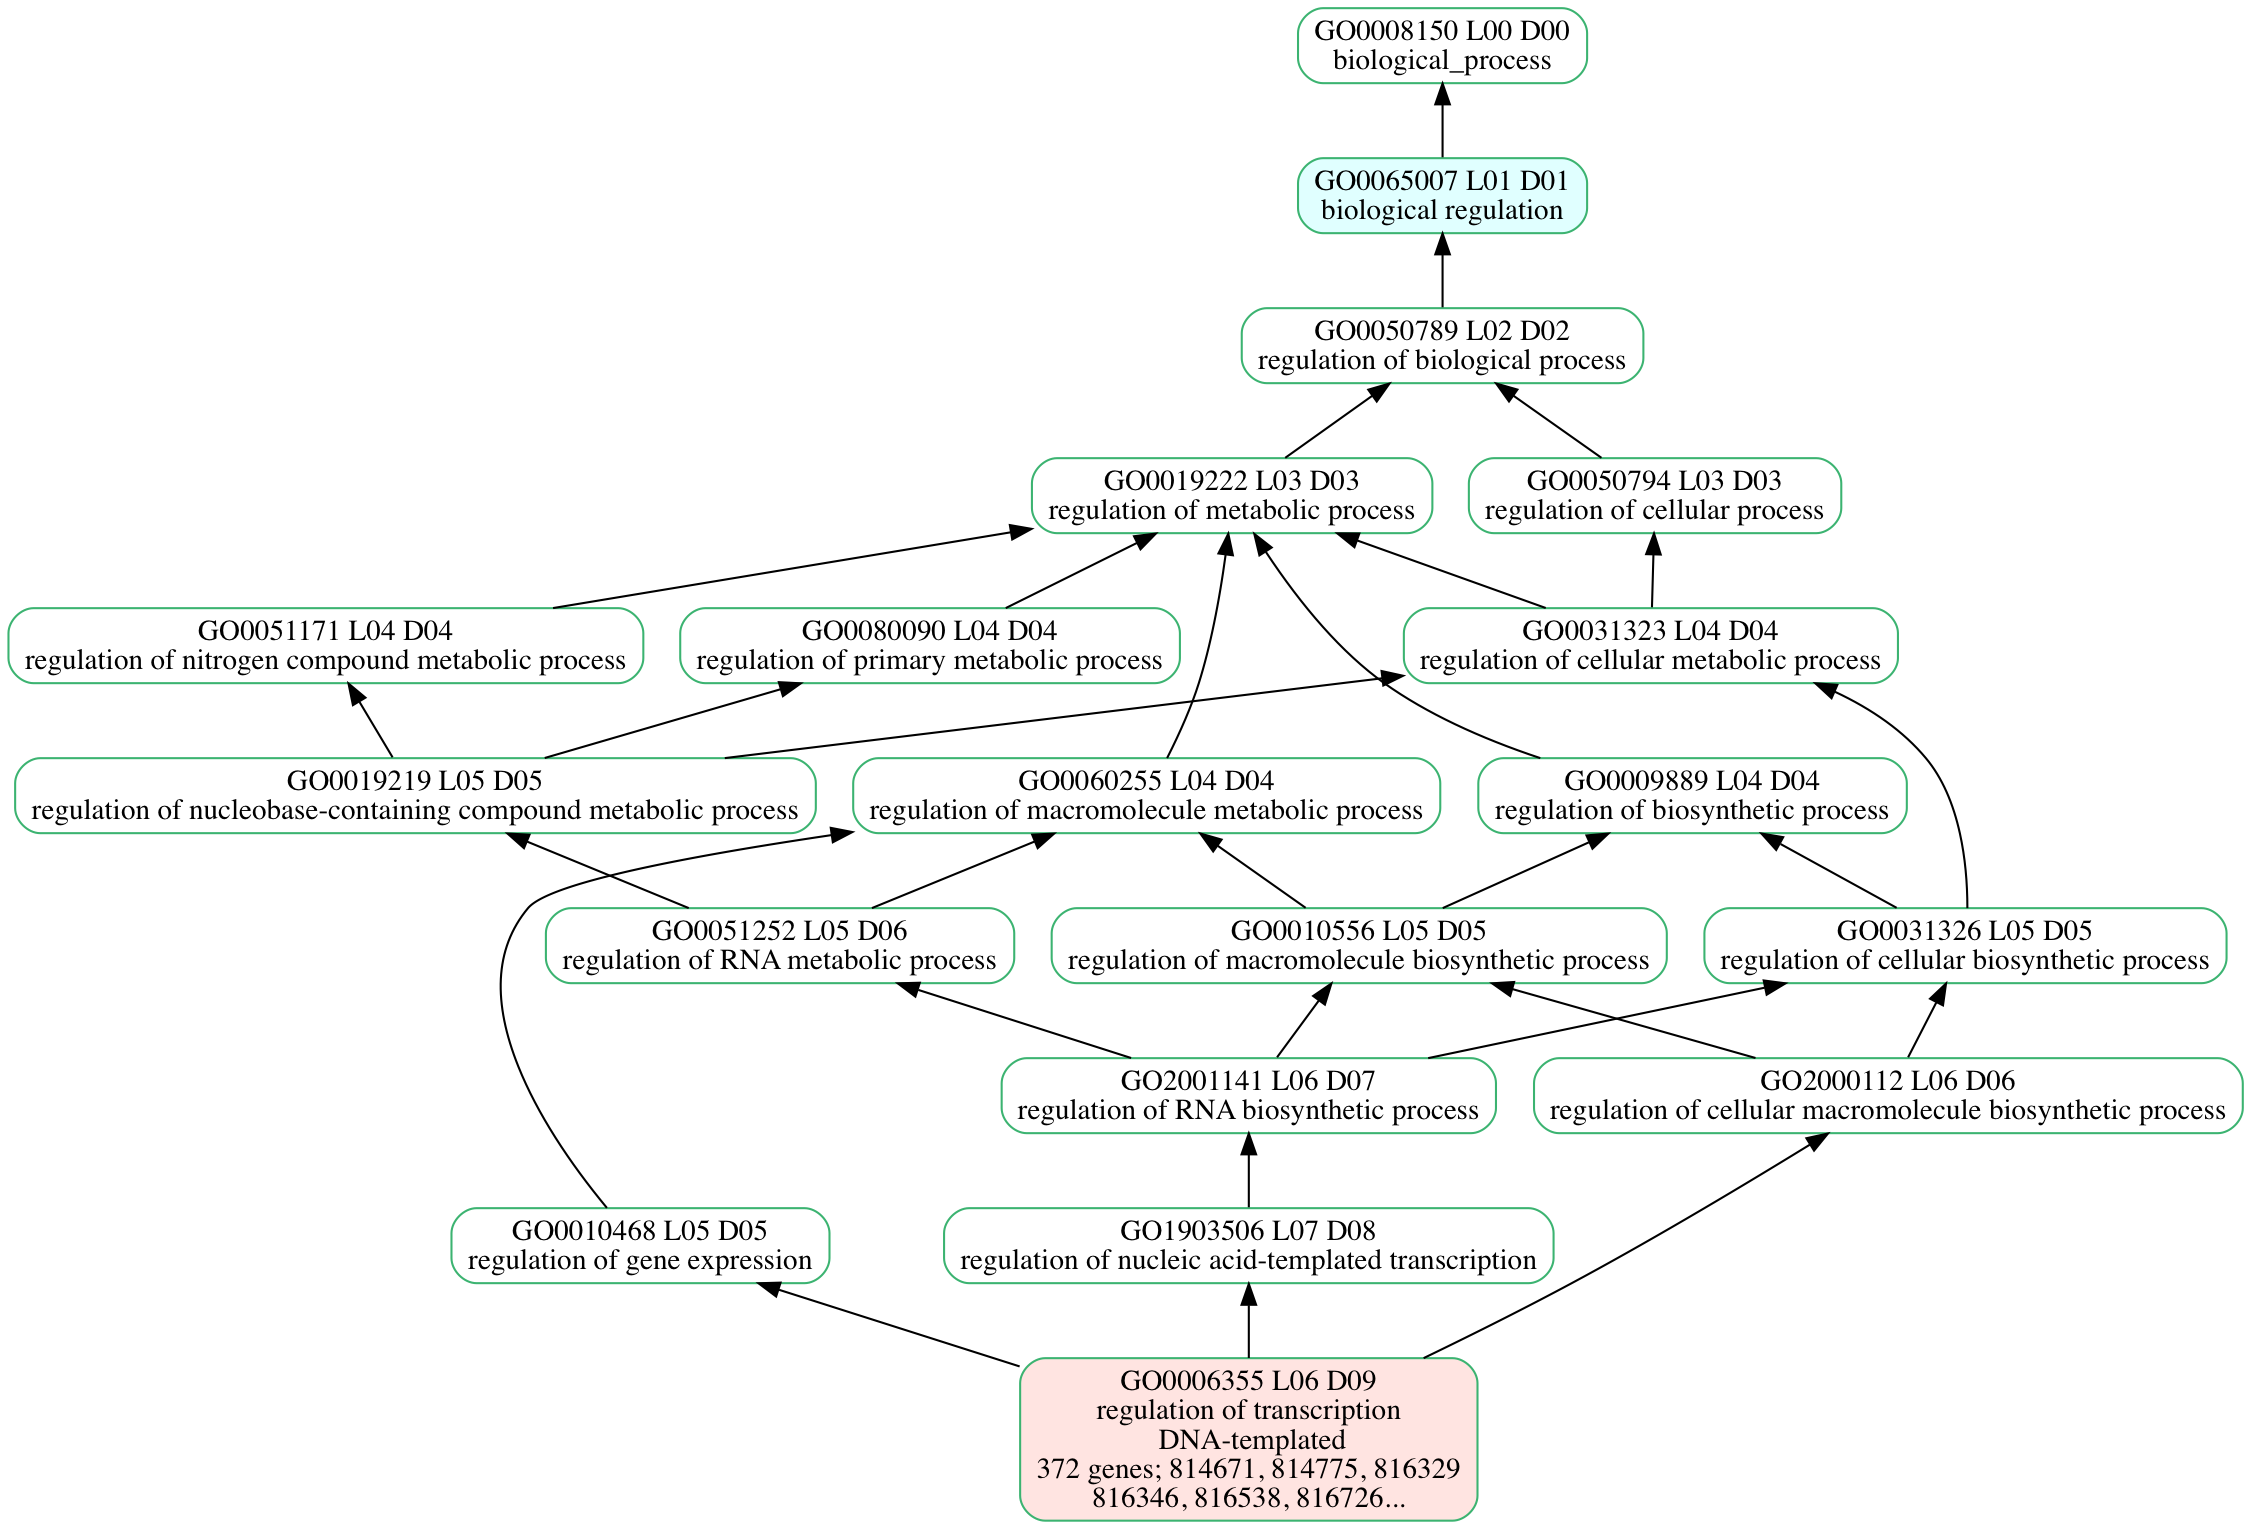 GO0008150 L00 D00
biological_process
GO0065007 L01 D01
biological regulation
GO0050789 L02 D02
regulation of biological process
GO0019222 L03 D03
regulation of metabolic process
GO0050794 L03 D03
regulation of cellular process
GO0051171 L04 D04
regulation of nitrogen compound metabolic process
GO0080090 L04 D04
regulation of primary metabolic process
GO0031323 L04 D04
regulation of cellular metabolic process
GO0019219 L05 D05
regulation of nucleobase-containing compound metabolic process
GO0060255 L04 D04
regulation of macromolecule metabolic process
GO0009889 L04 D04
regulation of biosynthetic process
GO0051252 L05 D06
regulation of RNA metabolic process
GO0010556 L05 D05
regulation of macromolecule biosynthetic process
GO0031326 L05 D05
regulation of cellular biosynthetic process
GO2001141 L06 D07
regulation of RNA biosynthetic process
GO2000112 L06 D06
regulation of cellular macromolecule biosynthetic process
GO0010468 L05 D05
regulation of gene expression
GO1903506 L07 D08
regulation of nucleic acid-templated transcription
GO0006355 L06 D09
regulation of transcription
DNA-templated
372 genes; 814671, 814775, 816329
816346, 816538, 816726...